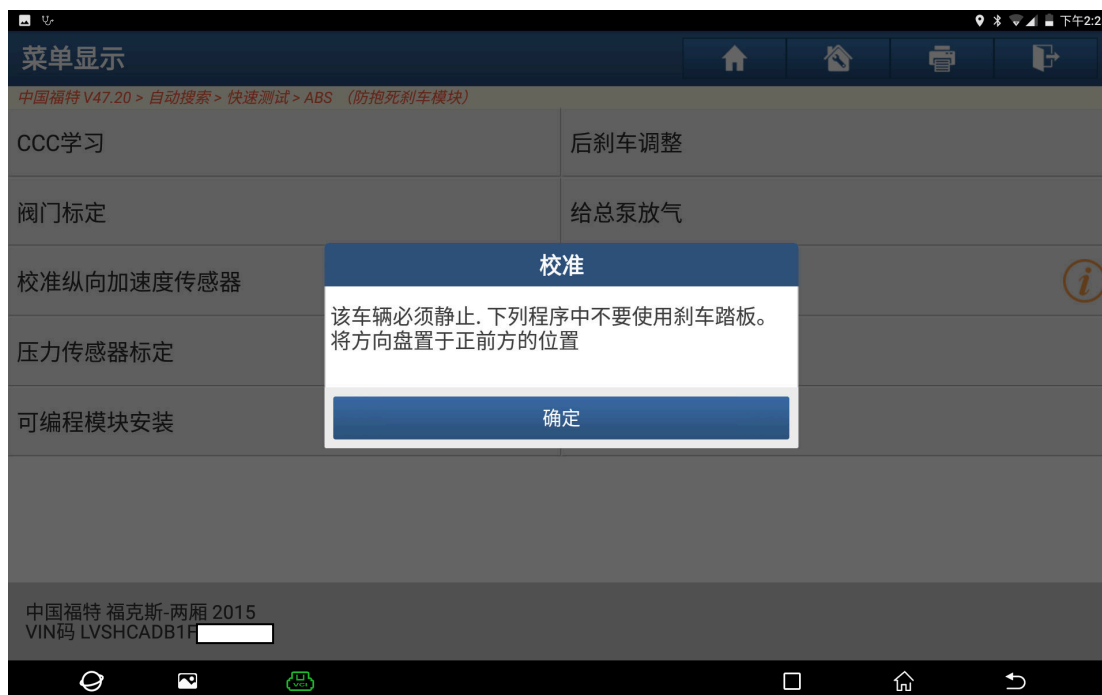 下午2:2
菜单显示
中国福特 V47.20 > 自动搜索 > 快速测试 > ABS （防抱死刹车模块）
CCC学习
后刹车调整
阀门标定
给总泵放气
校准纵向加速度传感器
压力传感器标定
可编程模块安装
校准
该车辆必须静止. 下列程序中不要使用刹车踏板。
将方向盘置于正前方的位置
确定
中国福特 福克斯-两厢 2015
VIN码 LVSHCADB1F
VCI